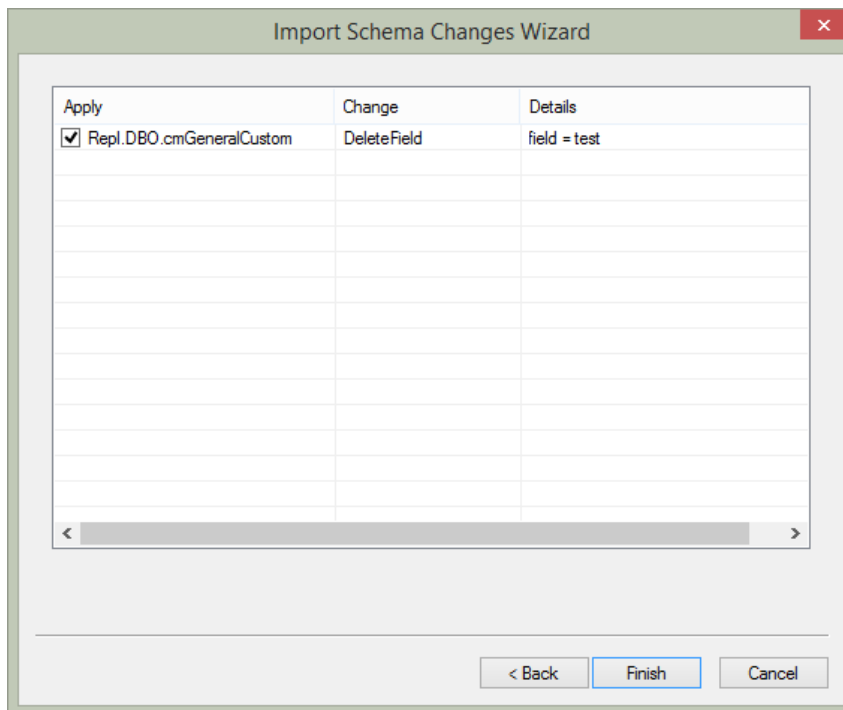 Import Schema Changes Wizard
Apply Change Details
Repl.DBO.cmGeneralCustom DeleteField field = test
< Back Finish Cancel